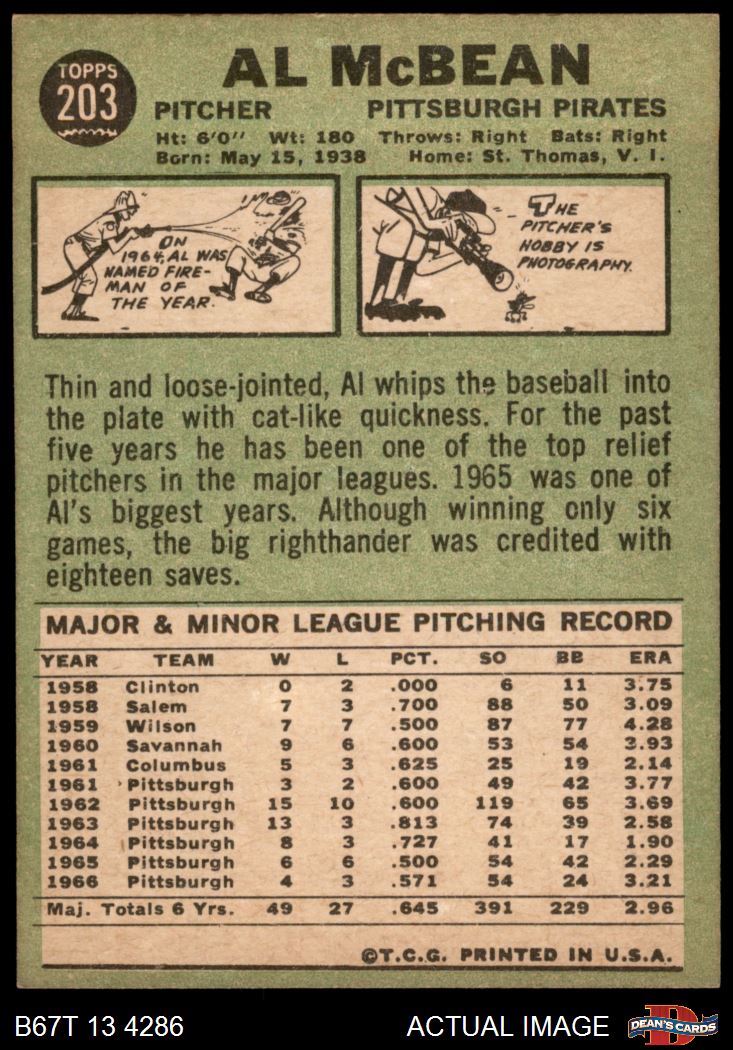 TOPPS
203
AL McBEAN
PITCHER PITTSBURGH PIRATES
Ht: 6'0" Wt: 180 Throws: Right Bats: Right
Born: May 15, 1938 Home: St. Thomas, V. I.
ON
1964, AL WAS
NAMED FIRE-
MAN OF
THE YEAR.
THE
PITCHER'S
HOBBY IS
PHOTOGRAPHY.
Thin and loose-jointed, Al whips the baseball into
the plate with cat-like quickness. For the past
five years he has been one of the top relief
pitchers in the major leagues. 1965 was one of
Al's biggest years. Although winning only six
games, the big righthander was credited with
eighteen saves.
MAJOR & MINOR LEAGUE PITCHING RECORD
YEAR TEAM W L PCT. SO BB ERA
1958 Clinton 0 2 .000 6 11 3.75
1958 Salem 7 3 .700 88 50 3.09
1959 Wilson 7 7 .500 87 77 4.28
1960 Savannah 9 6 .600 53 54 3.93
1961 Columbus 5 3 .625 25 19 2.14
1961 Pittsburgh 3 2 .600 49 42 3.77
1962 Pittsburgh 15 10 .600 119 65 3.69
1963 Pittsburgh 13 3 .813 74 39 2.58
1964 Pittsburgh 8 3 .727 41 17 1.90
1965 Pittsburgh 6 6 .500 54 42 2.29
1966 Pittsburgh 4 3 .571 54 24 3.21
Maj. Totals 6 Yrs. 49 27 .645 391 229 2.96
©T.C.G. PRINTED IN U.S.A.
B67T 13 4286 ACTUAL IMAGE D DEAN'S CARDS